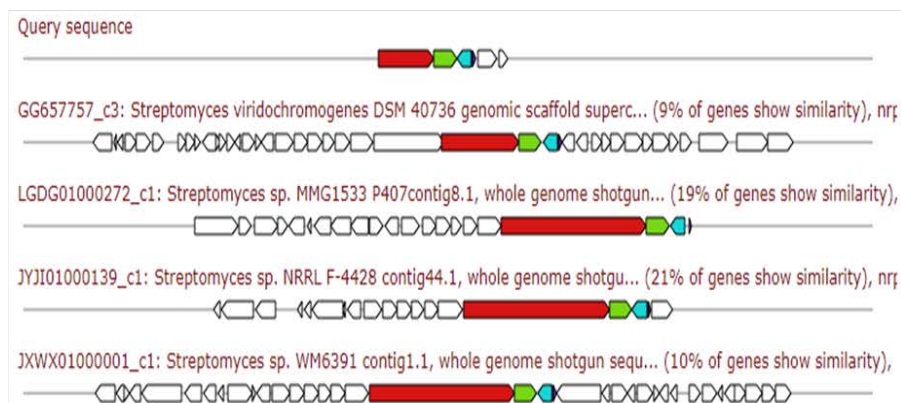 Query sequence
GG657757_c3: Streptomyces viridochromogenes DSM 40736 genomic scaffold superc... (9% of genes show similarity), nrp
LGDG01000272_c1: Streptomyces sp. MMG1533 P407contig8.1, whole genome shotgun... (19% of genes show similarity),
JYJI01000139_c1: Streptomyces sp. NRRL F-4428 contig44.1, whole genome shotgu... (21% of genes show similarity), nrp
JXWX01000001_c1: Streptomyces sp. WM6391 contig1.1, whole genome shotgun sequ... (10% of genes show similarity),